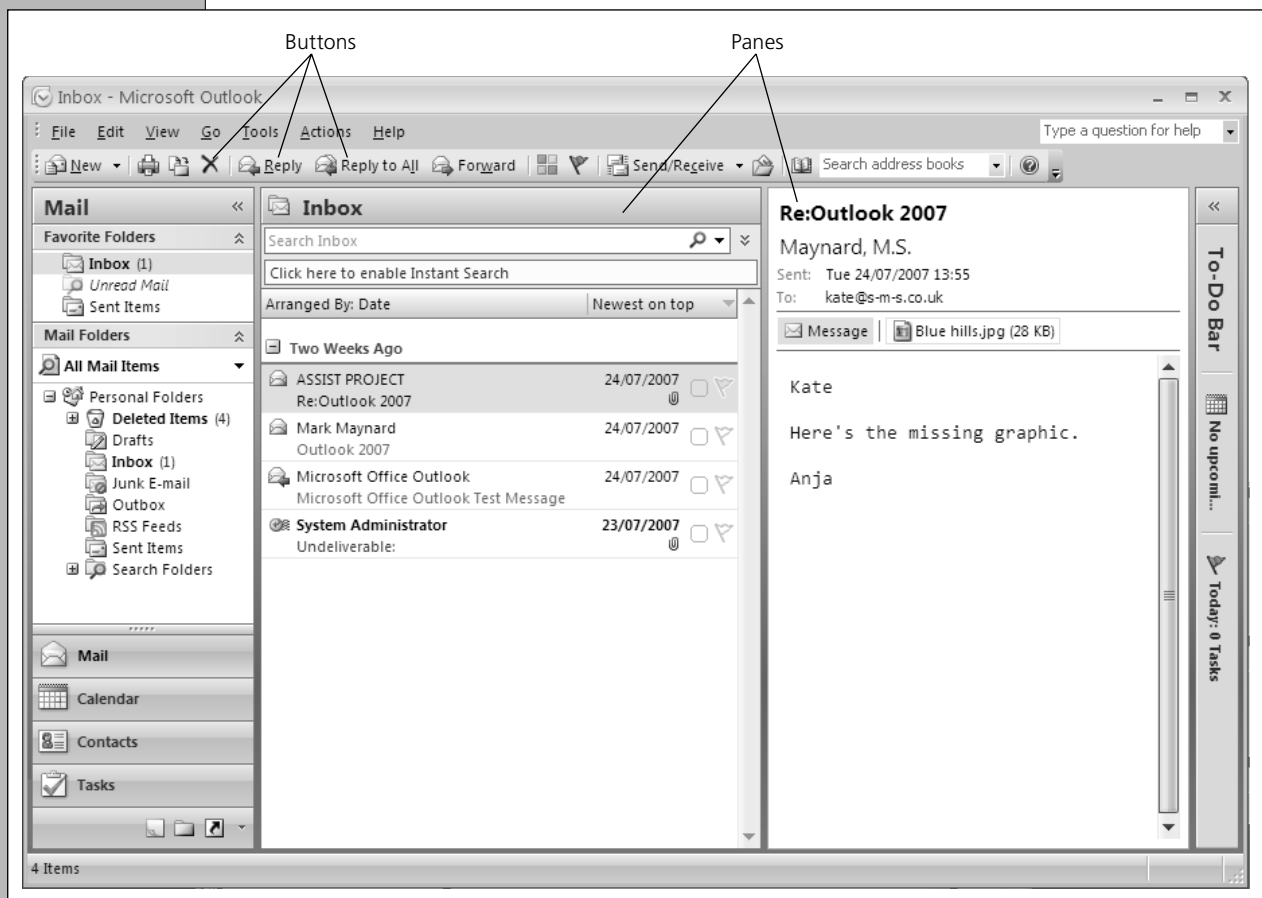 Buttons
Panes
Inbox - Microsoft Outlook
File Edit View Go Tools Actions Help
Type a question for help
New
Reply
Reply to All
Forward
Send/Receive
Search address books
Mail
Favorite Folders
Inbox (1)
Unread Mail
Sent Items
Mail Folders
All Mail Items
Personal Folders
Deleted Items (4)
Drafts
Inbox (1)
Junk E-mail
Outbox
RSS Feeds
Sent Items
Search Folders
Mail
Calendar
Contacts
Tasks
Inbox
Search Inbox
Click here to enable Instant Search
Arranged By: Date Newest on top
Two Weeks Ago
ASSIST PROJECT 24/07/2007
Re:Outlook 2007
Mark Maynard 24/07/2007
Outlook 2007
Microsoft Office Outlook 24/07/2007
Microsoft Office Outlook Test Message
System Administrator 23/07/2007
Undeliverable:
Re:Outlook 2007
Maynard, M.S.
Sent: Tue 24/07/2007 13:55
To: kate@s-m-s.co.uk
Message
Blue hills.jpg (28 KB)
Kate
Here's the missing graphic.
Anja
To-Do Bar
No upcomi...
Today: 0 Tasks
4 Items